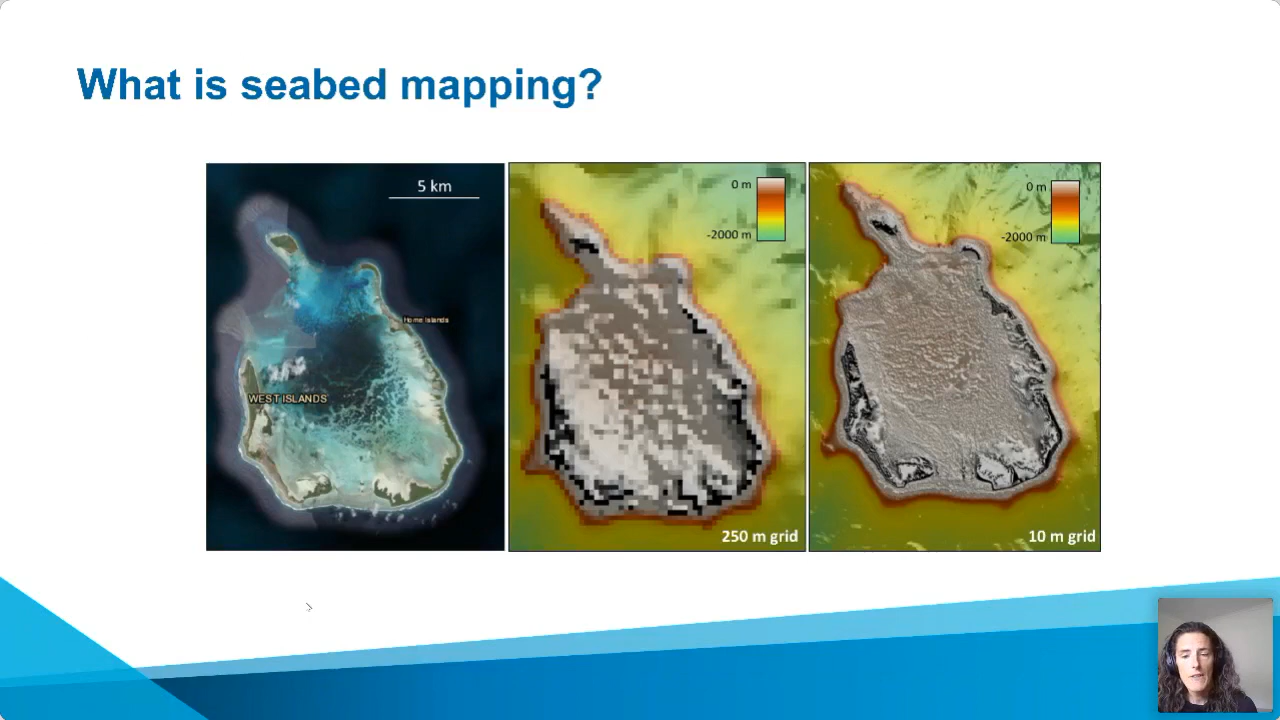 What is seabed mapping?
5 km
Home Islands
WEST ISLANDS
0 m
-2000 m
250 m grid
0 m
-2000 m
10 m grid